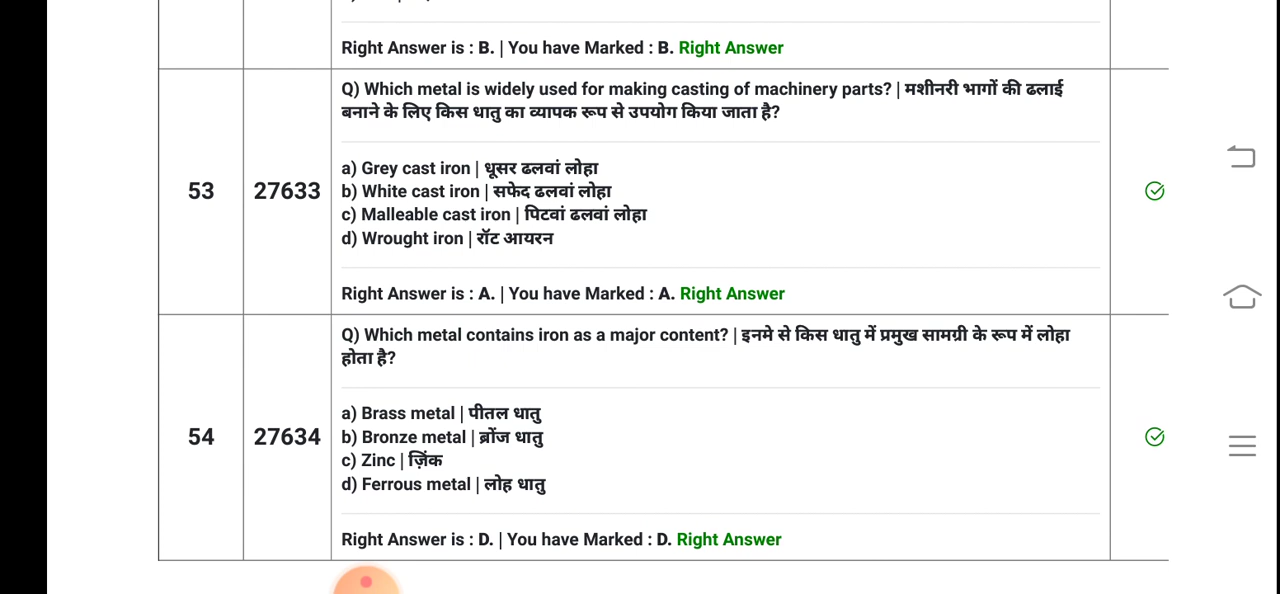 Right Answer is : B. | You have Marked : B. Right Answer
Q) Which metal is widely used for making casting of machinery parts? | मशीनरी भागों की ढलाई
बनाने के लिए किस धातु का व्यापक रूप से उपयोग किया जाता है?
a) Grey cast iron | धूसर ढलवां लोहा
53 27633 b) White cast iron | सफेद ढलवां लोहा
c) Malleable cast iron | पिटवां ढलवां लोहा
d) Wrought iron | रॉट आयरन
Right Answer is : A. | You have Marked : A. Right Answer
Q) Which metal contains iron as a major content? | इनमे से किस धातु में प्रमुख सामग्री के रूप में लोहा
होता है?
a) Brass metal | पीतल धातु
54 27634 b) Bronze metal | ब्रोंज धातु
c) Zinc | ज़िंक
d) Ferrous metal | लोह धातु
Right Answer is : D. | You have Marked : D. Right Answer